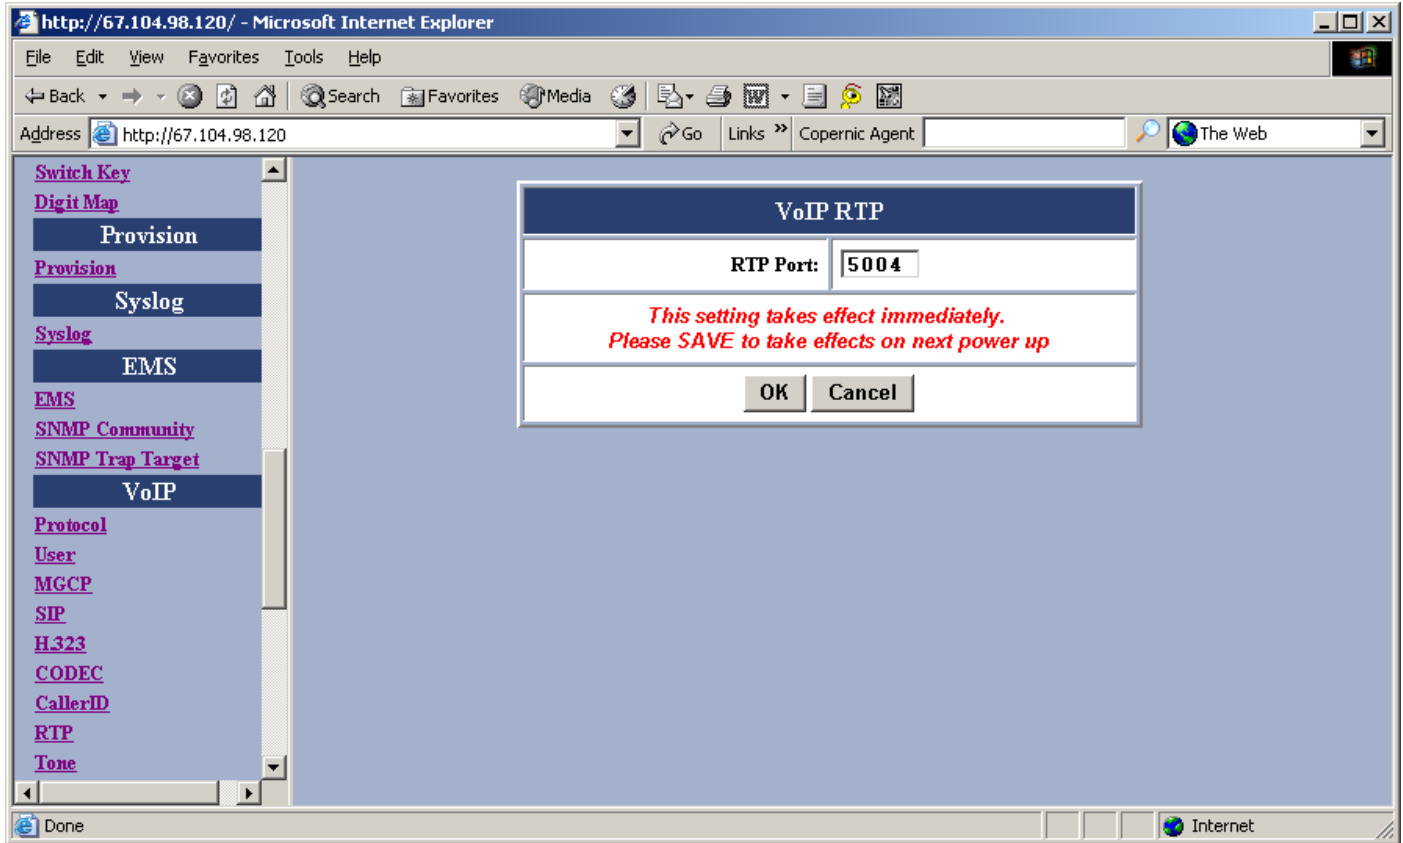 http://67.104.98.120/ - Microsoft Internet Explorer
File Edit View Favorites Tools Help
Back Search Favorites Media
Address http://67.104.98.120 Go Links » Copernic Agent The Web
Switch Key
Digit Map
Provision
Provision
Syslog
Syslog
EMS
EMS
SNMP Community
SNMP Trap Target
VoIP
Protocol
User
MGCP
SIP
H.323
CODEC
CallerID
RTP
Tone
VoIP RTP
RTP Port: 5004
This setting takes effect immediately.
Please SAVE to take effects on next power up
OK Cancel
Done Internet